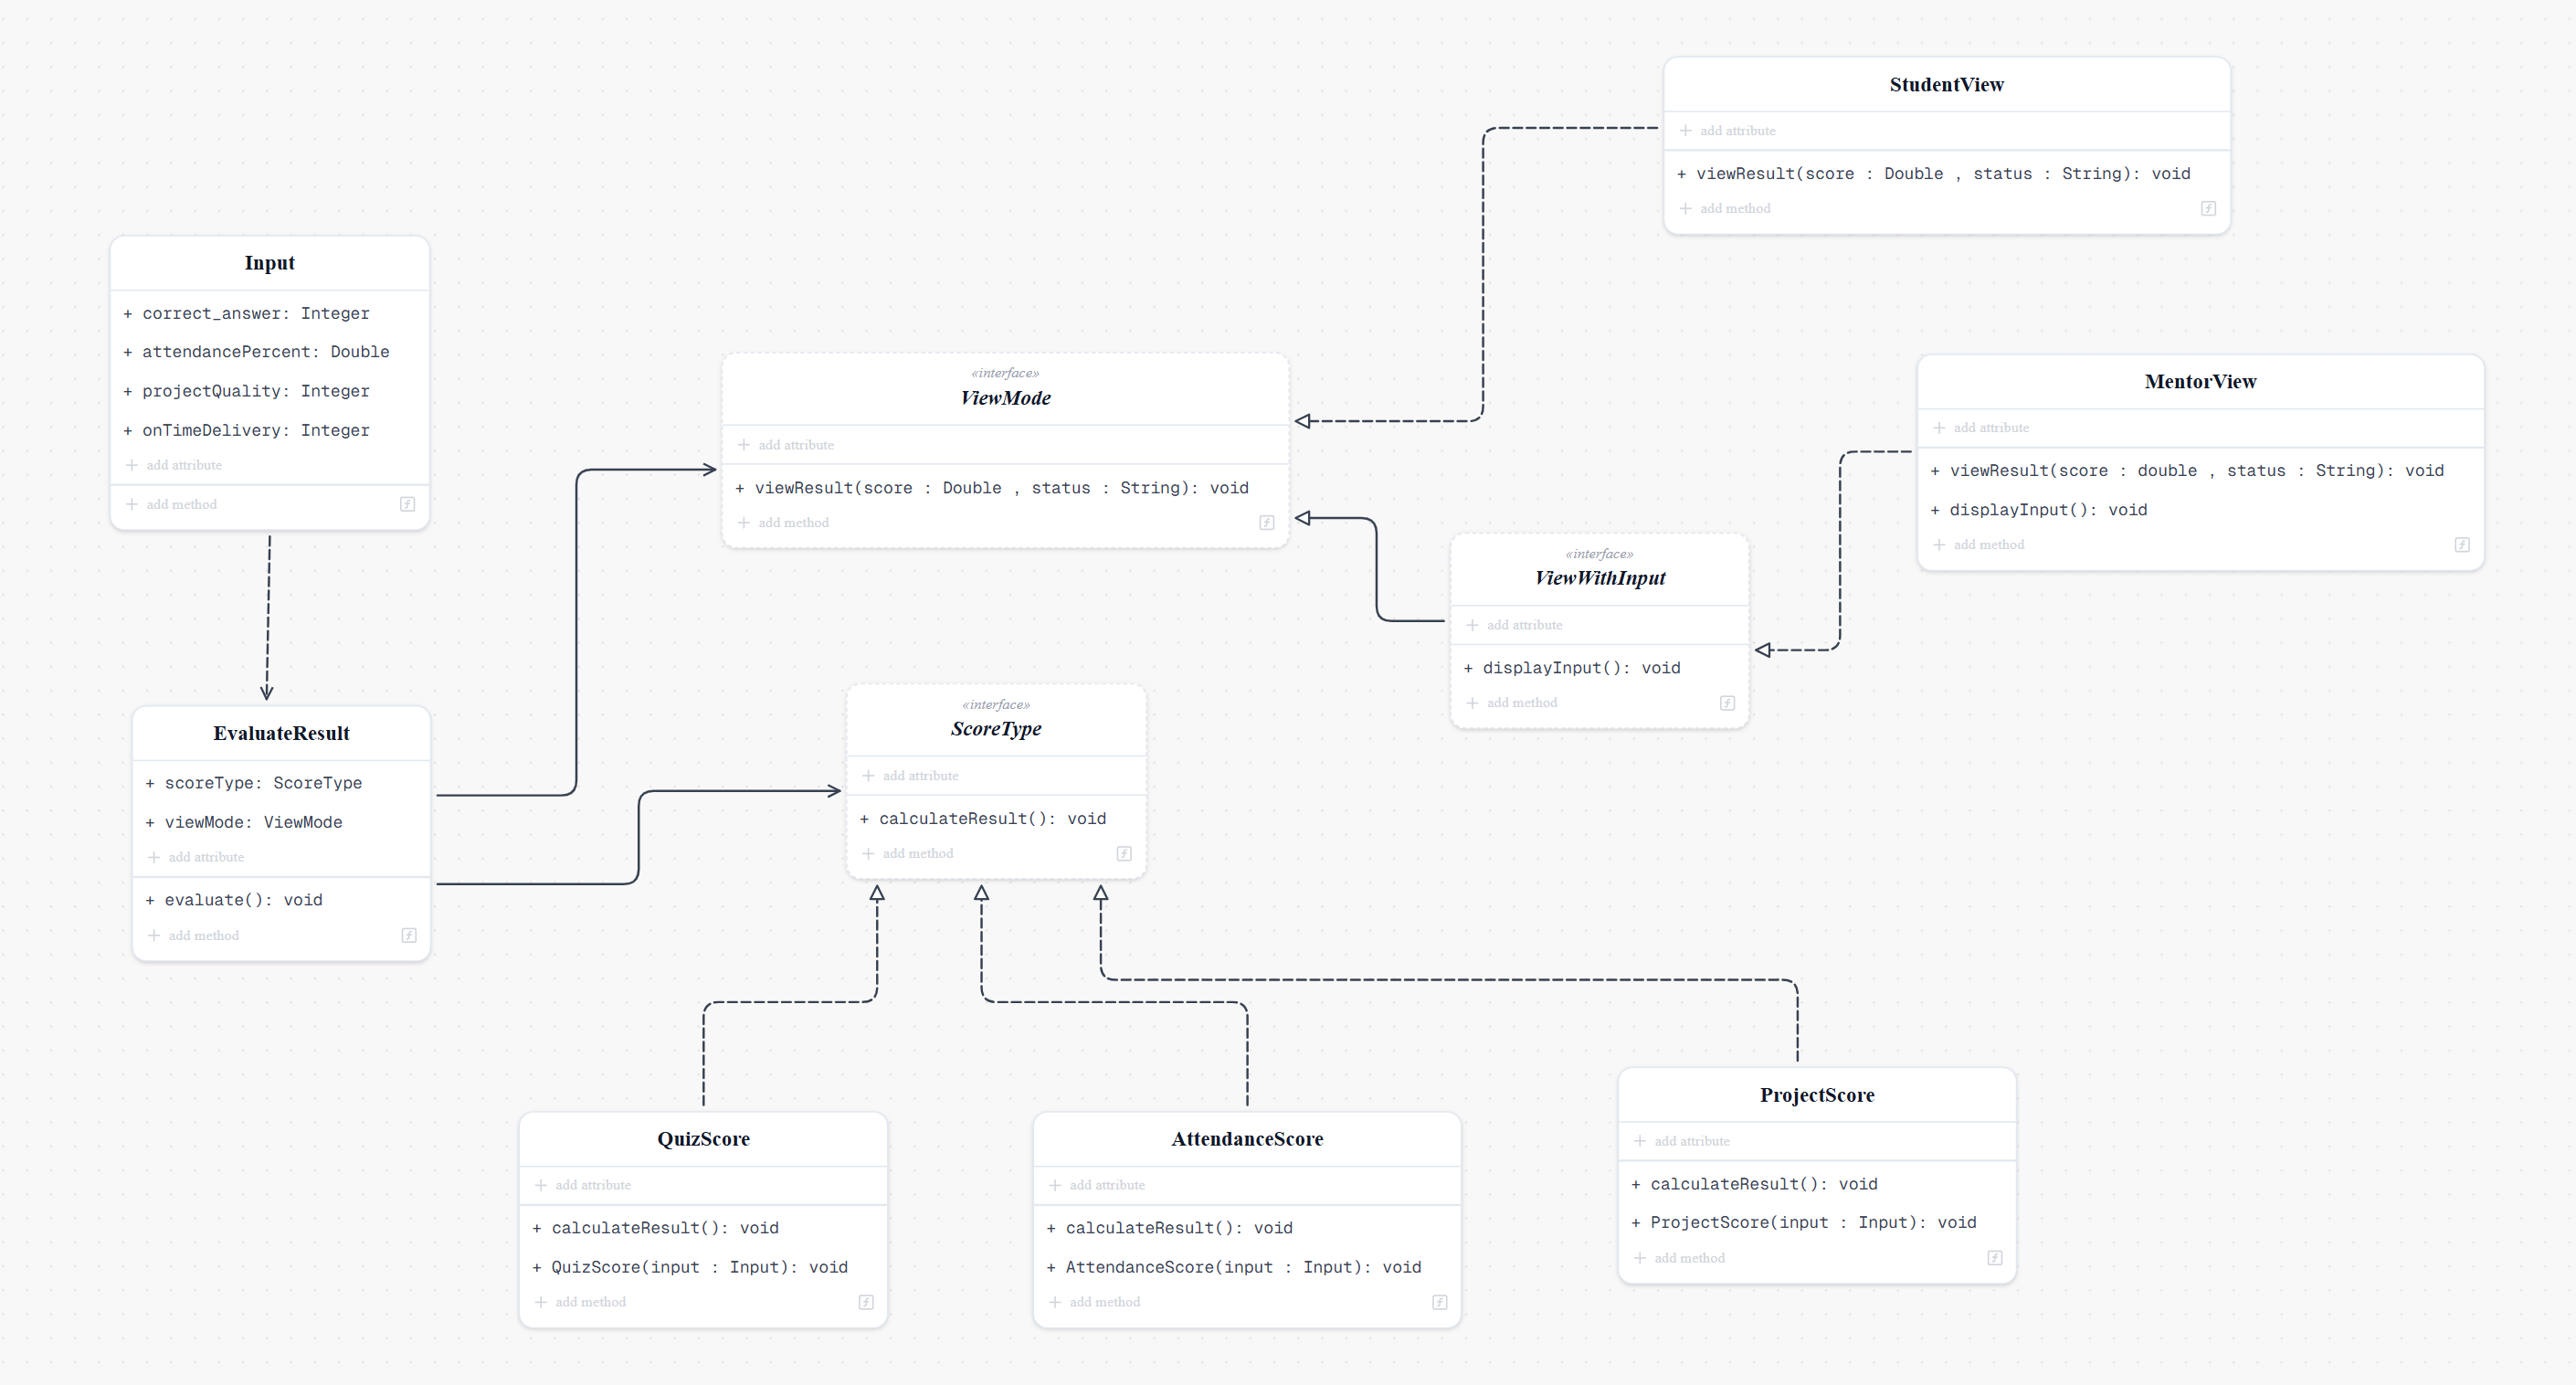 StudentView
add attribute
+ viewResult(score : Double , status : String): void
add method
Input
+ correct_answer: Integer
+ attendancePercent: Double
+ projectQuality: Integer
+ onTimeDelivery: Integer
add attribute
add method
«interface»
ViewMode
add attribute
+ viewResult(score : Double , status : String): void
add method
MentorView
add attribute
+ viewResult(score : double , status : String): void
+ displayInput(): void
add method
«interface»
ViewWithInput
add attribute
+ displayInput(): void
add method
EvaluateResult
+ scoreType: ScoreType
+ viewMode: ViewMode
add attribute
+ evaluate(): void
add method
«interface»
ScoreType
add attribute
+ calculateResult(): void
add method
QuizScore
add attribute
+ calculateResult(): void
+ QuizScore(input : Input): void
add method
AttendanceScore
add attribute
+ calculateResult(): void
+ AttendanceScore(input : Input): void
add method
ProjectScore
add attribute
+ calculateResult(): void
+ ProjectScore(input : Input): void
add method